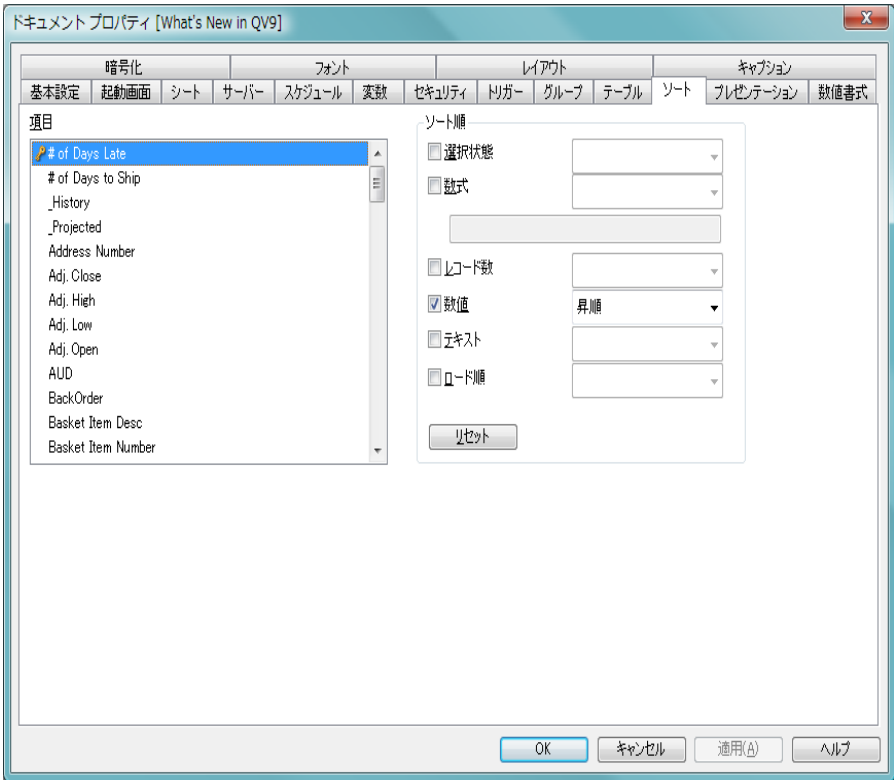 ドキュメント プロパティ [What's New in QV9]
暗号化 フォント レイアウト キャプション
基本設定 起動画面 シート サーバー スケジュール 変数 セキュリティ トリガー グループ テーブル ソート プレゼンテーション 数値書式
項目
# of Days Late
# of Days to Ship
_History
_Projected
Address Number
Adj. Close
Adj. High
Adj. Low
Adj. Open
AUD
BackOrder
Basket Item Desc
Basket Item Number
ソート順
選択状態
数式
レコード数
数値 昇順
テキスト
ロード順
リセット
OK キャンセル 適用(A) ヘルプ